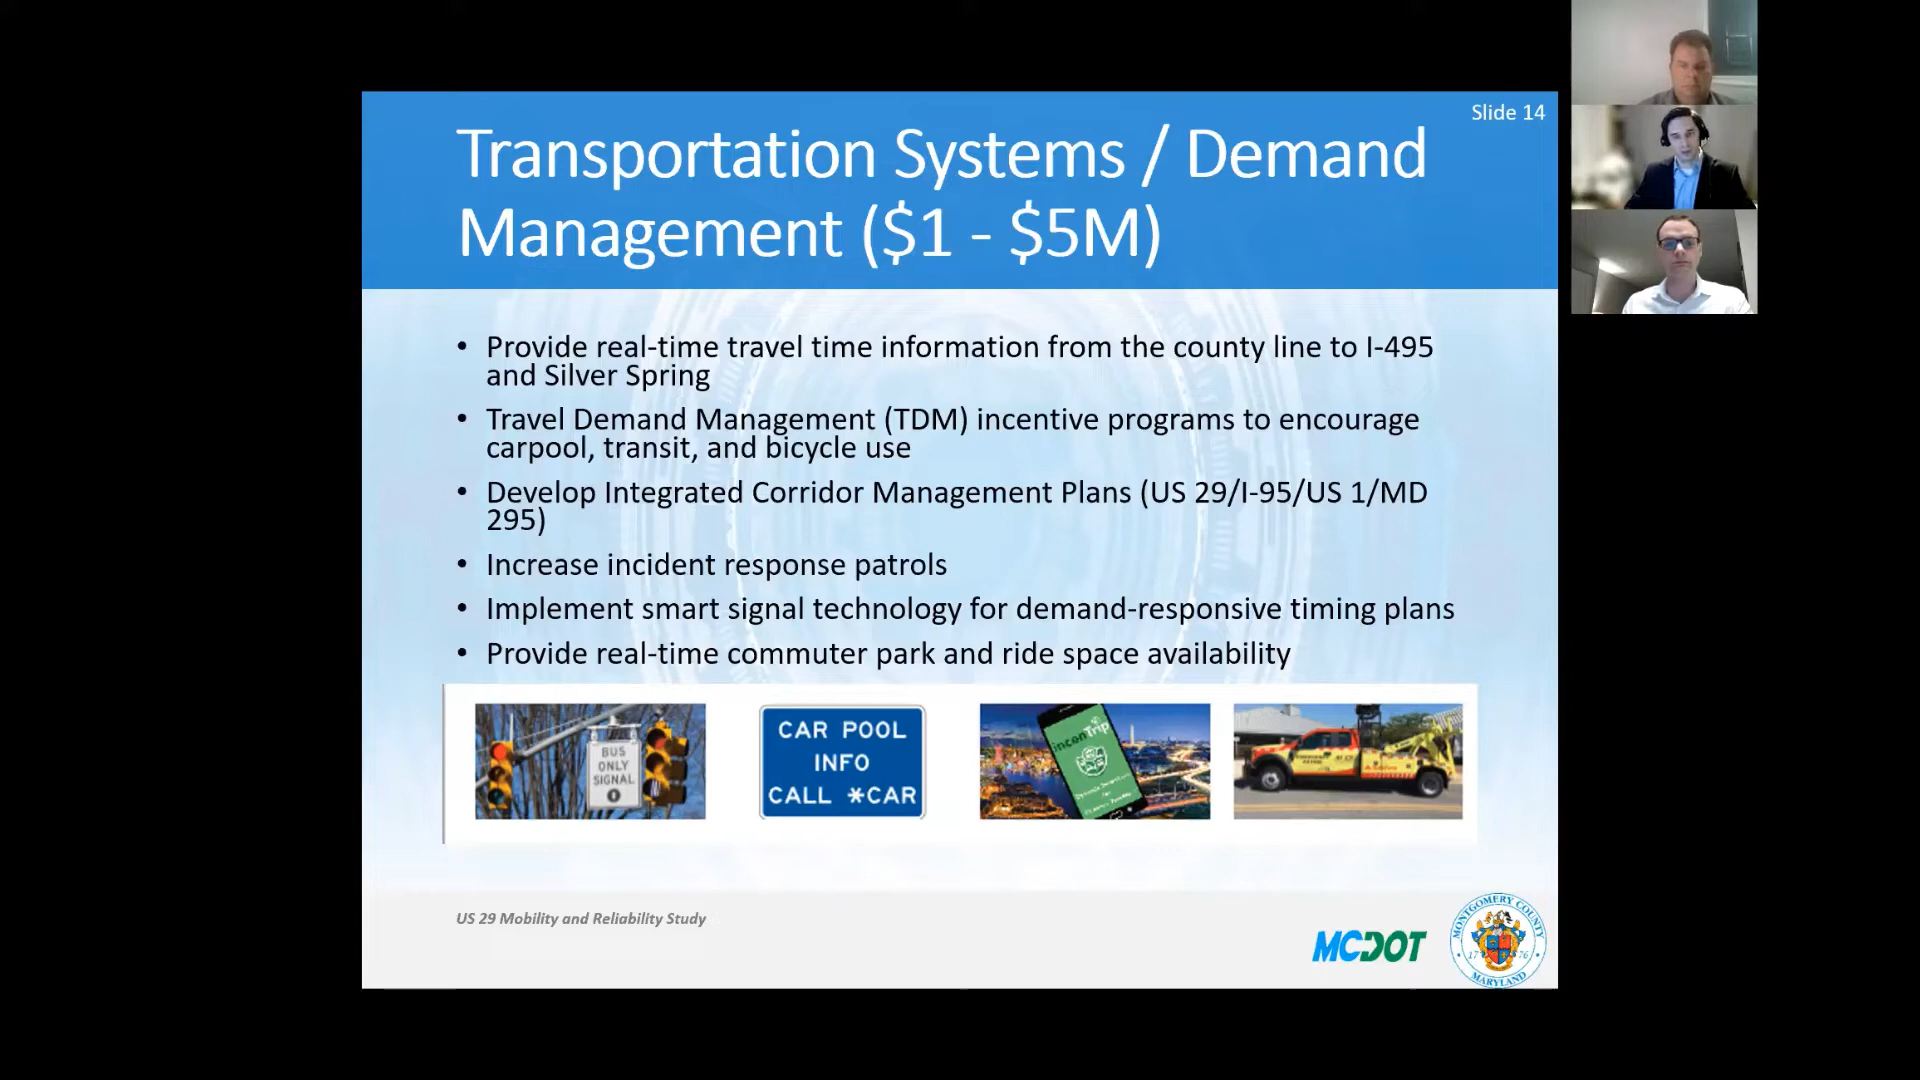 Slide 14
Transportation Systems / Demand
Management ($1 - $5M)
• Provide real-time travel time information from the county line to I-495
and Silver Spring
• Travel Demand Management (TDM) incentive programs to encourage
carpool, transit, and bicycle use
• Develop Integrated Corridor Management Plans (US 29/I-95/US 1/MD
295)
• Increase incident response patrols
• Implement smart signal technology for demand-responsive timing plans
• Provide real-time commuter park and ride space availability
BUS
ONLY
SIGNAL
CAR POOL
INFO
CALL *CAR
incenTrip
US 29 Mobility and Reliability Study
MCDOT
MONTGOMERY COUNTY
17 76
MARYLAND